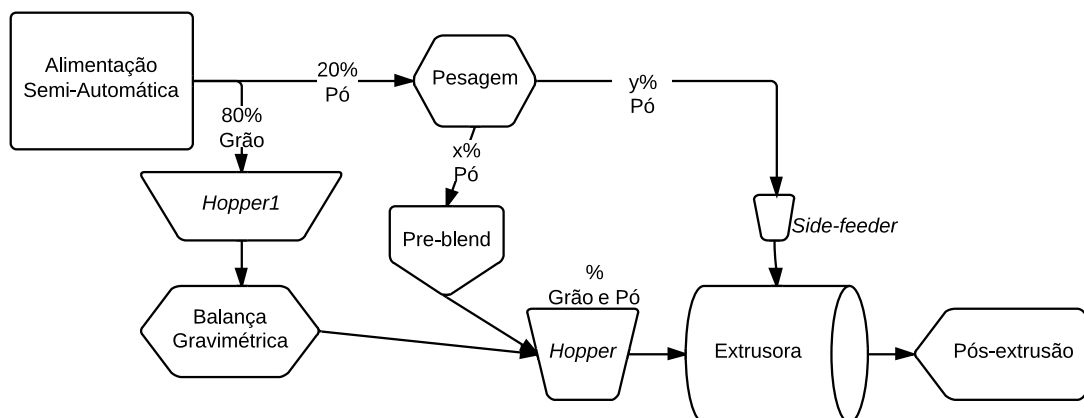 Alimentação
Semi-Automática
20%
Pó
Pesagem
y%
Pó
80%
Grão
x%
Pó
Hopper1
Pre-blend
Side-feeder
%
Grão e Pó
Balança
Gravimétrica
Hopper
Extrusora
Pós-extrusão